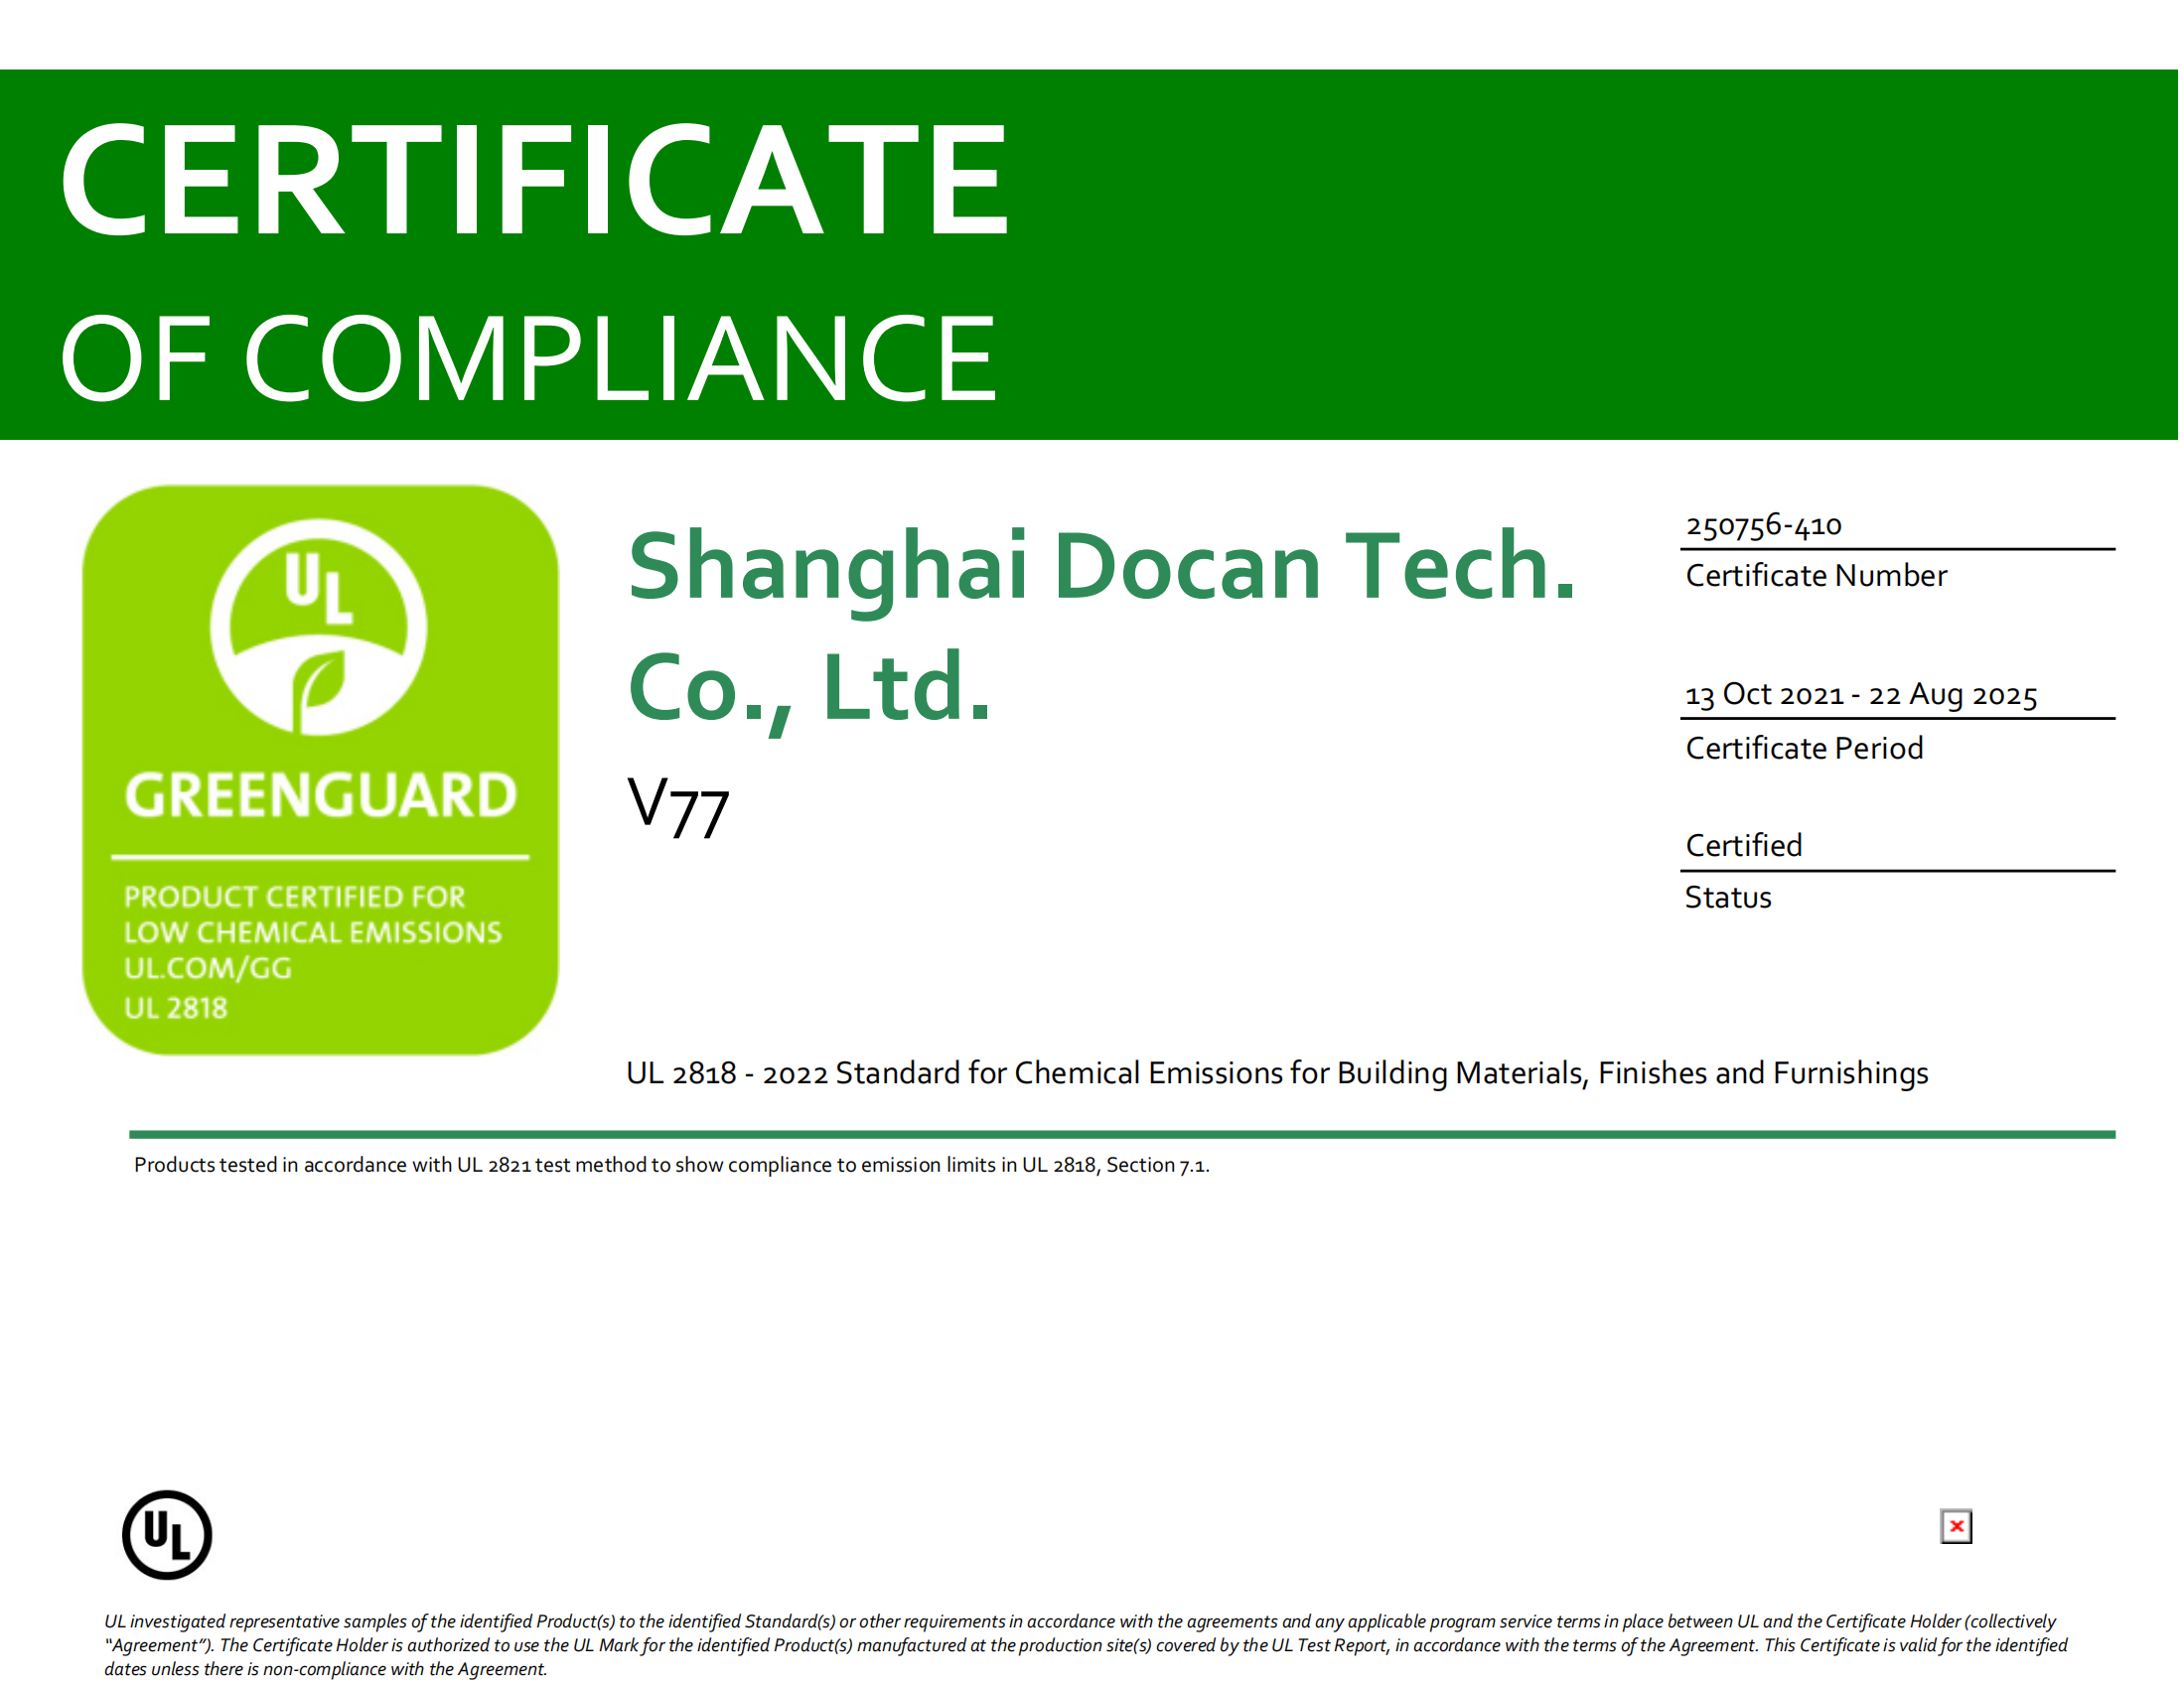 CERTIFICATE
OF COMPLIANCE
UL
GREENGUARD
PRODUCT CERTIFIED FOR
LOW CHEMICAL EMISSIONS
UL.COM/GG
UL 2818
Shanghai Docan Tech.
Co., Ltd.
V77
250756-410
Certificate Number
13 Oct 2021 - 22 Aug 2025
Certificate Period
Certified
Status
UL 2818 - 2022 Standard for Chemical Emissions for Building Materials, Finishes and Furnishings
Products tested in accordance with UL 2821 test method to show compliance to emission limits in UL 2818, Section 7.1.
UL
UL investigated representative samples of the identified Product(s) to the identified Standard(s) or other requirements in accordance with the agreements and any applicable program service terms in place between UL and the Certificate Holder (collectively
“Agreement”). The Certificate Holder is authorized to use the UL Mark for the identified Product(s) manufactured at the production site(s) covered by the UL Test Report, in accordance with the terms of the Agreement. This Certificate is valid for the identified
dates unless there is non-compliance with the Agreement.